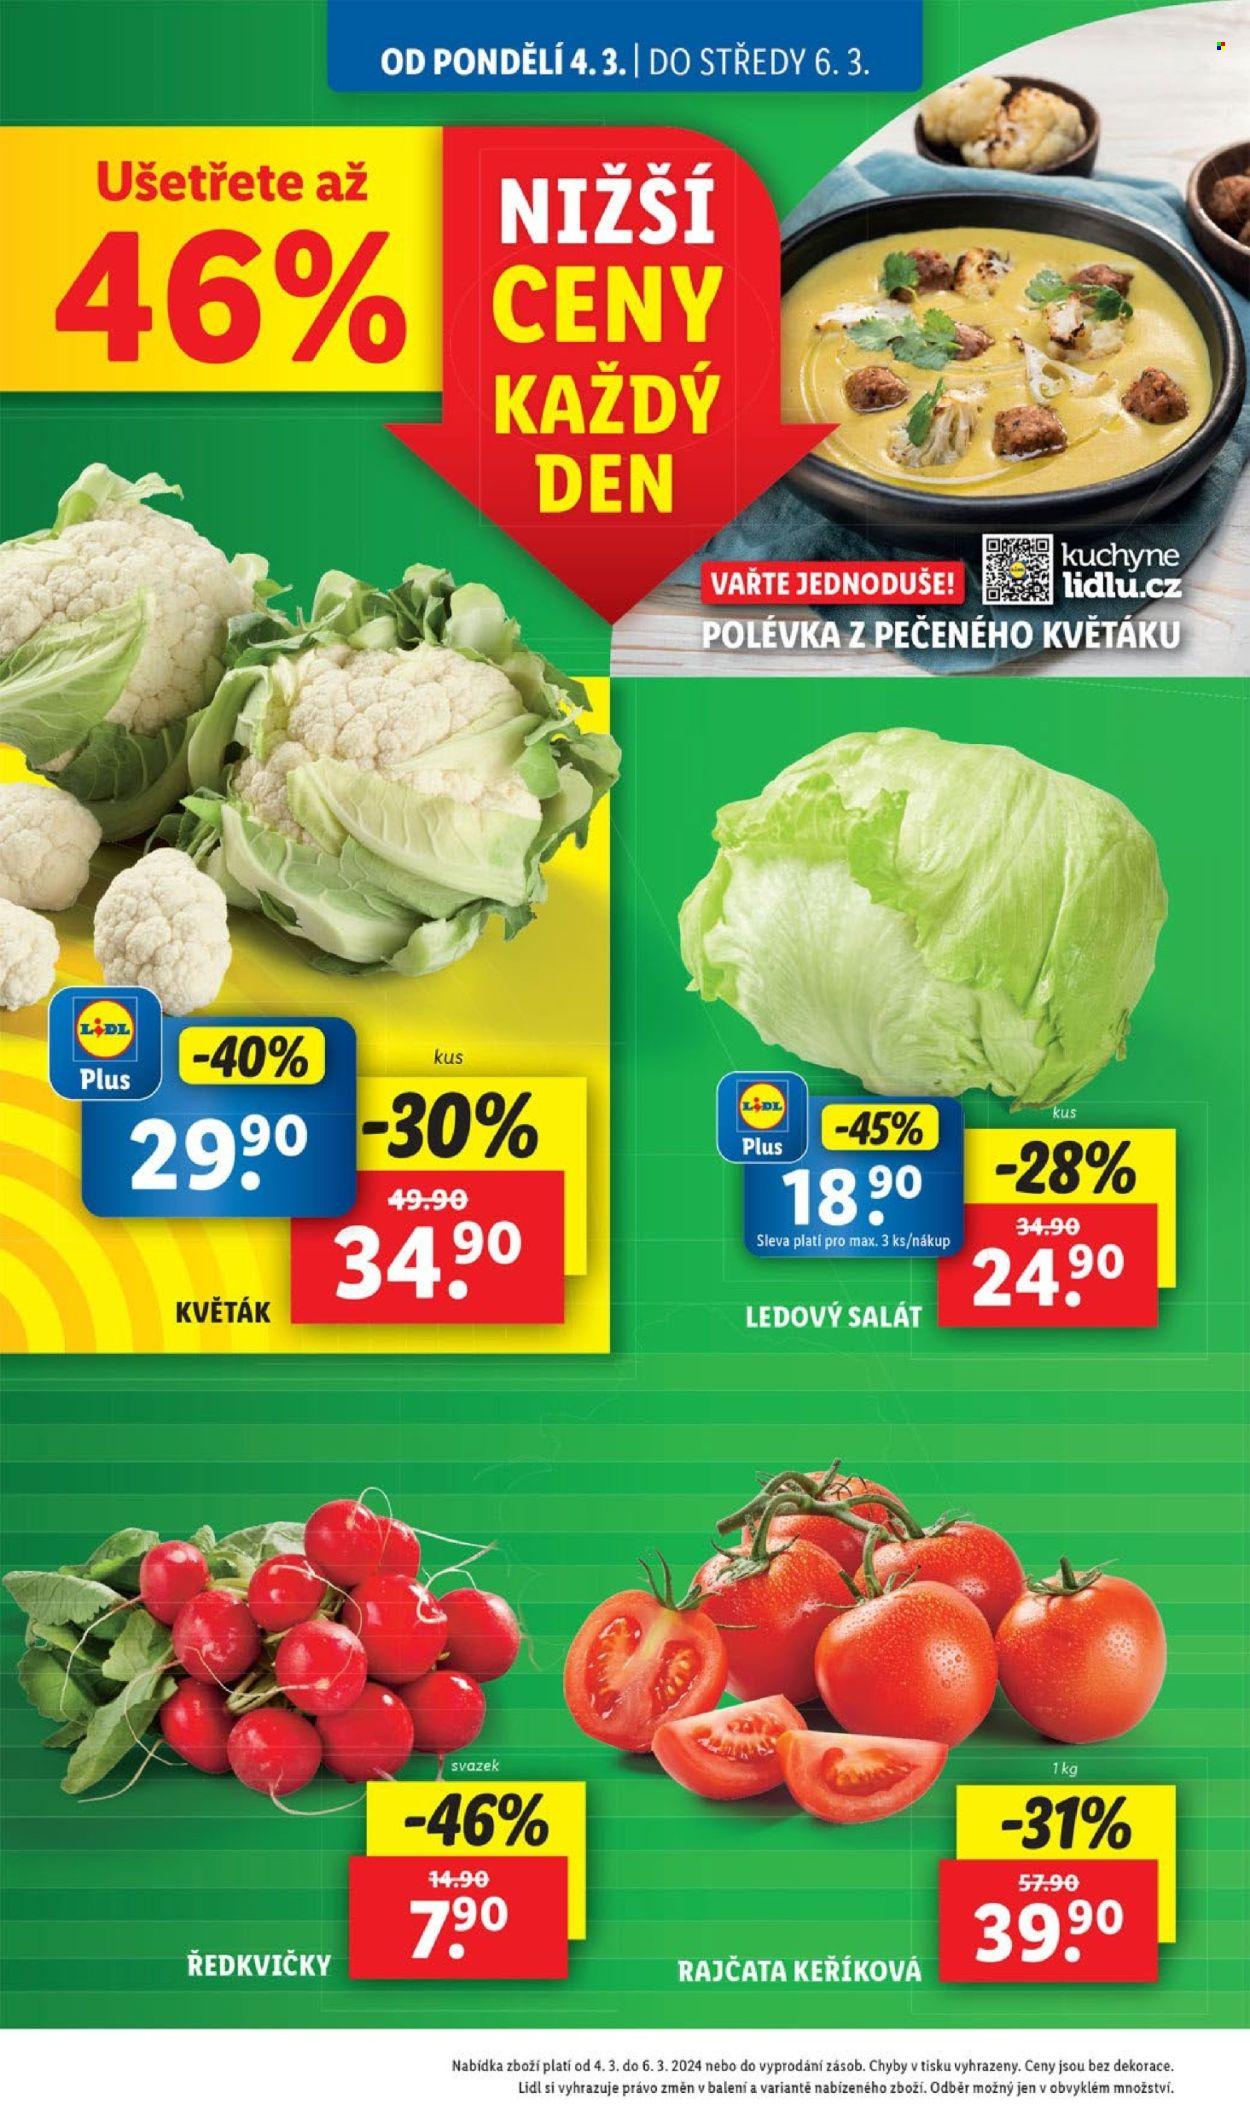 OD PONDĚLÍ 4. 3. | DO STŘEDY 6. 3.
Ušetřete až
46%
NIŽŠÍ
CENY
KAŽDÝ
DEN
kuchyne
lidlu.cz
VAŘTE JEDNODUŠE!
POLÉVKA Z PEČENÉHO KVĚTÁKU
LIDL
Plus
-40%
29.90
kus
-30%
49.90
34.90
KVĚTÁK
LIDL
Plus
-45%
18.90
Sleva platí pro max. 3 ks/nákup
kus
-28%
34.90
24.90
LEDOVÝ SALÁT
svazek
-46%
14.90
7.90
ŘEDKVIČKY
1 kg
-31%
57.90
39.90
RAJČATA KEŘÍKOVÁ
Nabídka zboží platí od 4. 3. do 6. 3. 2024 nebo do vyprodání zásob. Chyby v tisku vyhrazeny. Ceny jsou bez dekorace.
Lidl si vyhrazuje právo změn v balení a variantě nabízeného zboží. Odběr možný jen v obvyklém množství.